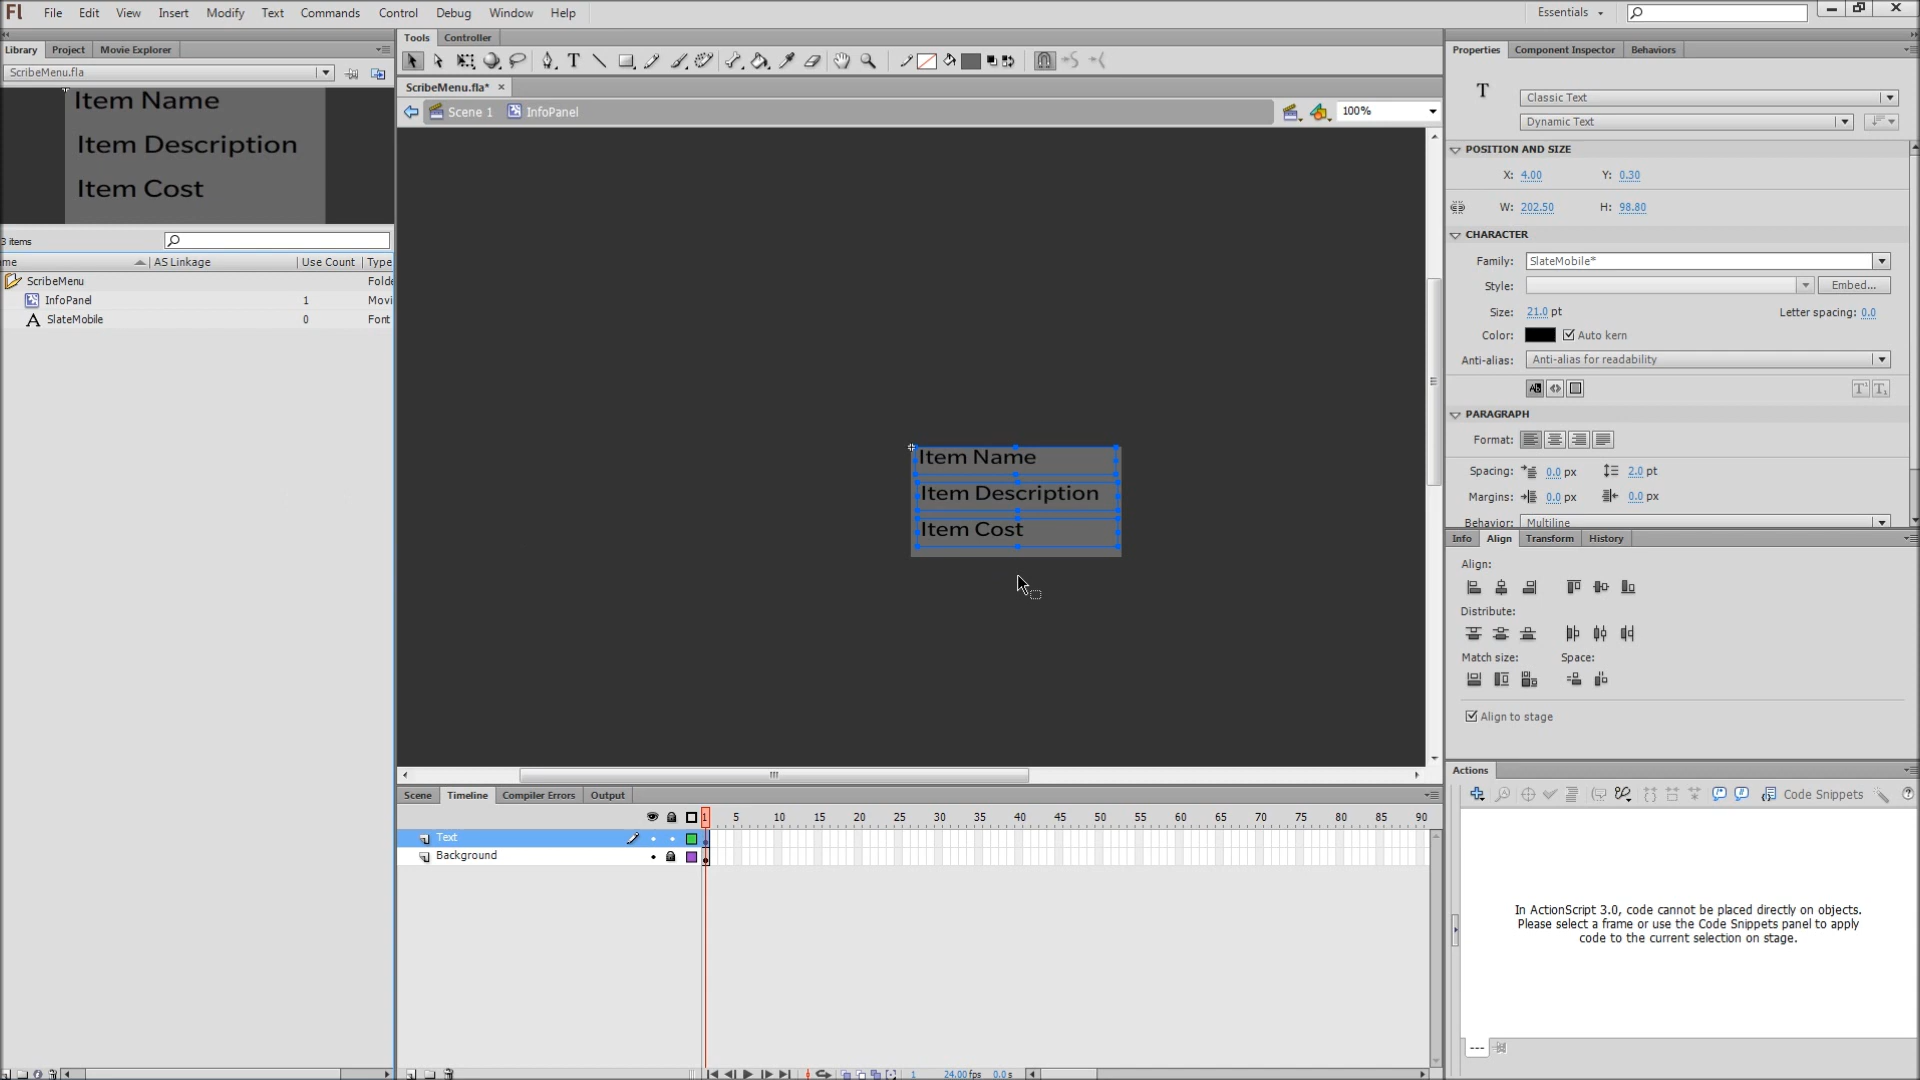 Fl File Edit View Insert Modify Text Commands Control Debug Window Help Essentials
Library Project Movie Explorer
ScribeMenu.fla
Item Name
Item Description
Item Cost
3 items
me AS Linkage Use Count Type
ScribeMenu Folde
InfoPanel 1 Movi
SlateMobile 0 Font
Tools Controller
ScribeMenu.fla*
Scene 1 InfoPanel 100%
Item Name
Item Description
Item Cost
Scene Timeline Compiler Errors Output
1 5 10 15 20 25 30 35 40 45 50 55 60 65 70 75 80 85 90
Text
Background
1 24.00 fps 0.0 s
Properties Component Inspector Behaviors
T Classic Text
Dynamic Text
POSITION AND SIZE
X: 4.00 Y: 0.30
W: 202.50 H: 98.80
CHARACTER
Family: SlateMobile*
Style: Embed...
Size: 21.0 pt Letter spacing: 0.0
Color: Auto kern
Anti-alias: Anti-alias for readability
PARAGRAPH
Format:
Spacing: 0.0 px 2.0 pt
Margins: 0.0 px 0.0 px
Behavior: Multiline
Info Align Transform History
Align:
Distribute:
Match size: Space:
Align to stage
Actions
Code Snippets
In ActionScript 3.0, code cannot be placed directly on objects.
Please select a frame or use the Code Snippets panel to apply
code to the current selection on stage.